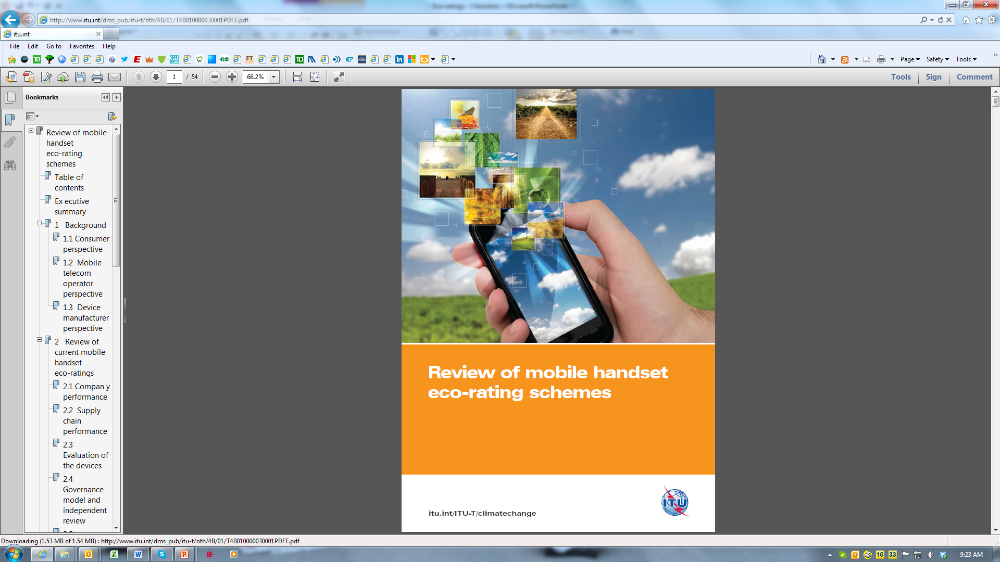 http://www.itu.int/dms_pub/itu-t/oth/4B/01/T4B010000030001PDFE.pdf
itu.int
File Edit Go to Favorites Help
Page Safety Tools
1 / 54 66.2%
Tools Sign Comment
Bookmarks
Review of mobile
handset
eco-rating
schemes
Table of
contents
Ex ecutive
summary
1 Background
1.1 Consumer
perspective
1.2 Mobile
telecom
operator
perspective
1.3 Device
manufacturer
perspective
2 Review of
current mobile
handset
eco-ratings
2.1 Compan y
performance
2.2 Supply
chain
performance
2.3
Evaluation of
the devices
2.4
Governance
model and
independent
review
Review of mobile handset
eco-rating schemes
itu.int/ITU-T/climatechange
ITU
Downloading (1.53 MB of 1.54 MB) : http://www.itu.int/dms_pub/itu-t/oth/4B/01/T4B010000030001PDFE.pdf
15 33 9:23 AM